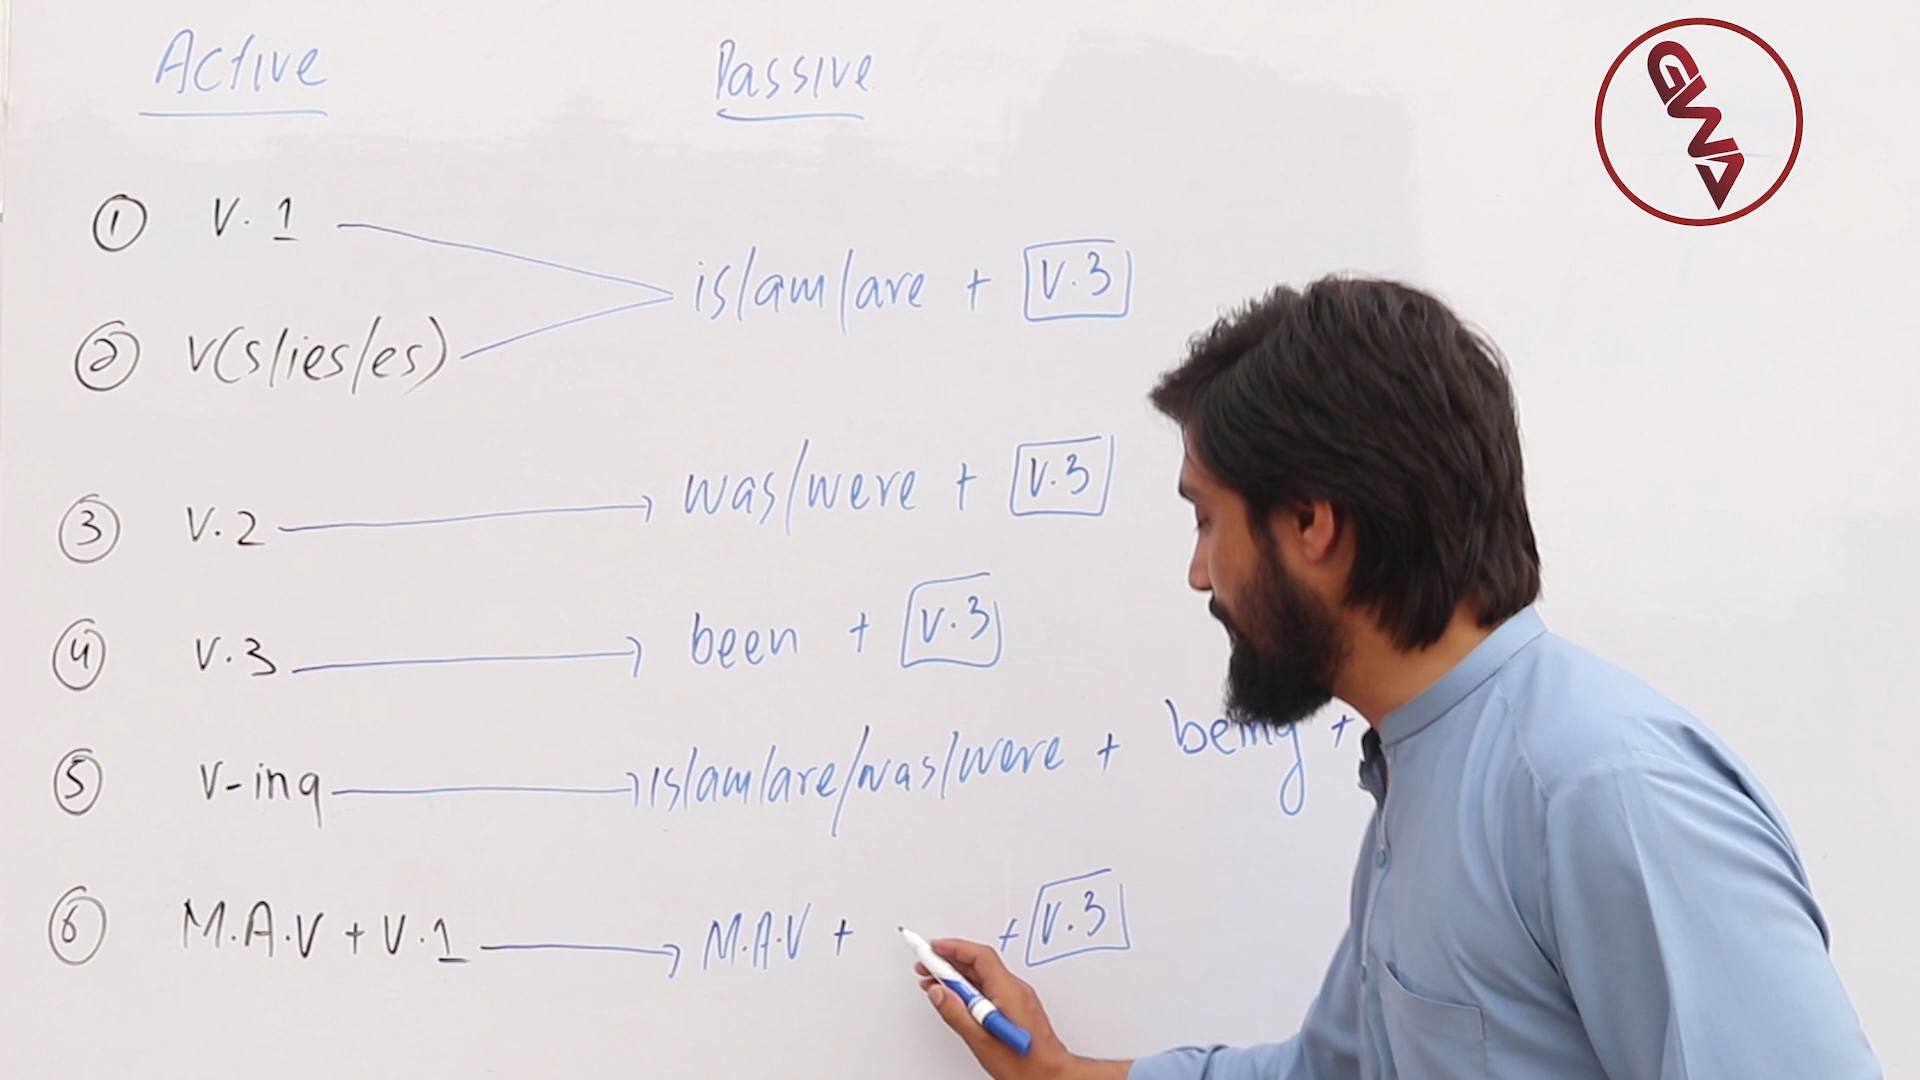 Active Passive
① V.1
is/am/are + V.3
② V(s/ies/es)
③ V.2 → was/were + V.3
④ V.3 → been + V.3
⑤ V-ing → is/am/are/was/were + being +
⑥ M.A.V + V.1 → M.A.V + + V.3
GWA